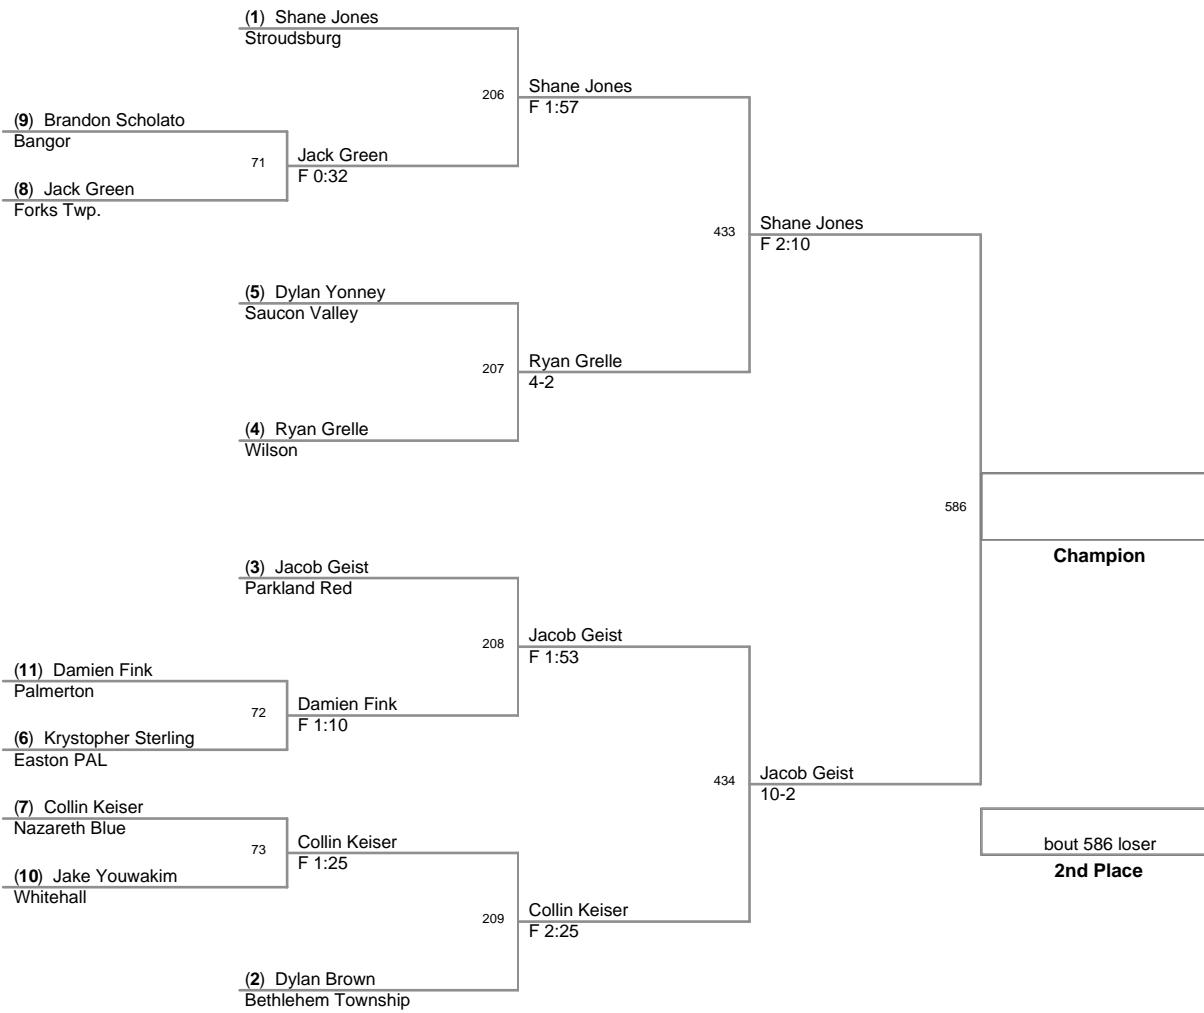 (1) Shane Jones
Stroudsburg
206
Shane Jones
F 1:57
(9) Brandon Scholato
Bangor
71
Jack Green
F 0:32
(8) Jack Green
Forks Twp.
433
Shane Jones
F 2:10
(5) Dylan Yonney
Saucon Valley
207
Ryan Grelle
4-2
(4) Ryan Grelle
Wilson
586
Champion
(3) Jacob Geist
Parkland Red
208
Jacob Geist
F 1:53
(11) Damien Fink
Palmerton
72
Damien Fink
F 1:10
(6) Krystopher Sterling
Easton PAL
434
Jacob Geist
10-2
(7) Collin Keiser
Nazareth Blue
73
Collin Keiser
F 1:25
(10) Jake Youwakim
Whitehall
bout 586 loser
2nd Place
209
Collin Keiser
F 2:25
(2) Dylan Brown
Bethlehem Township